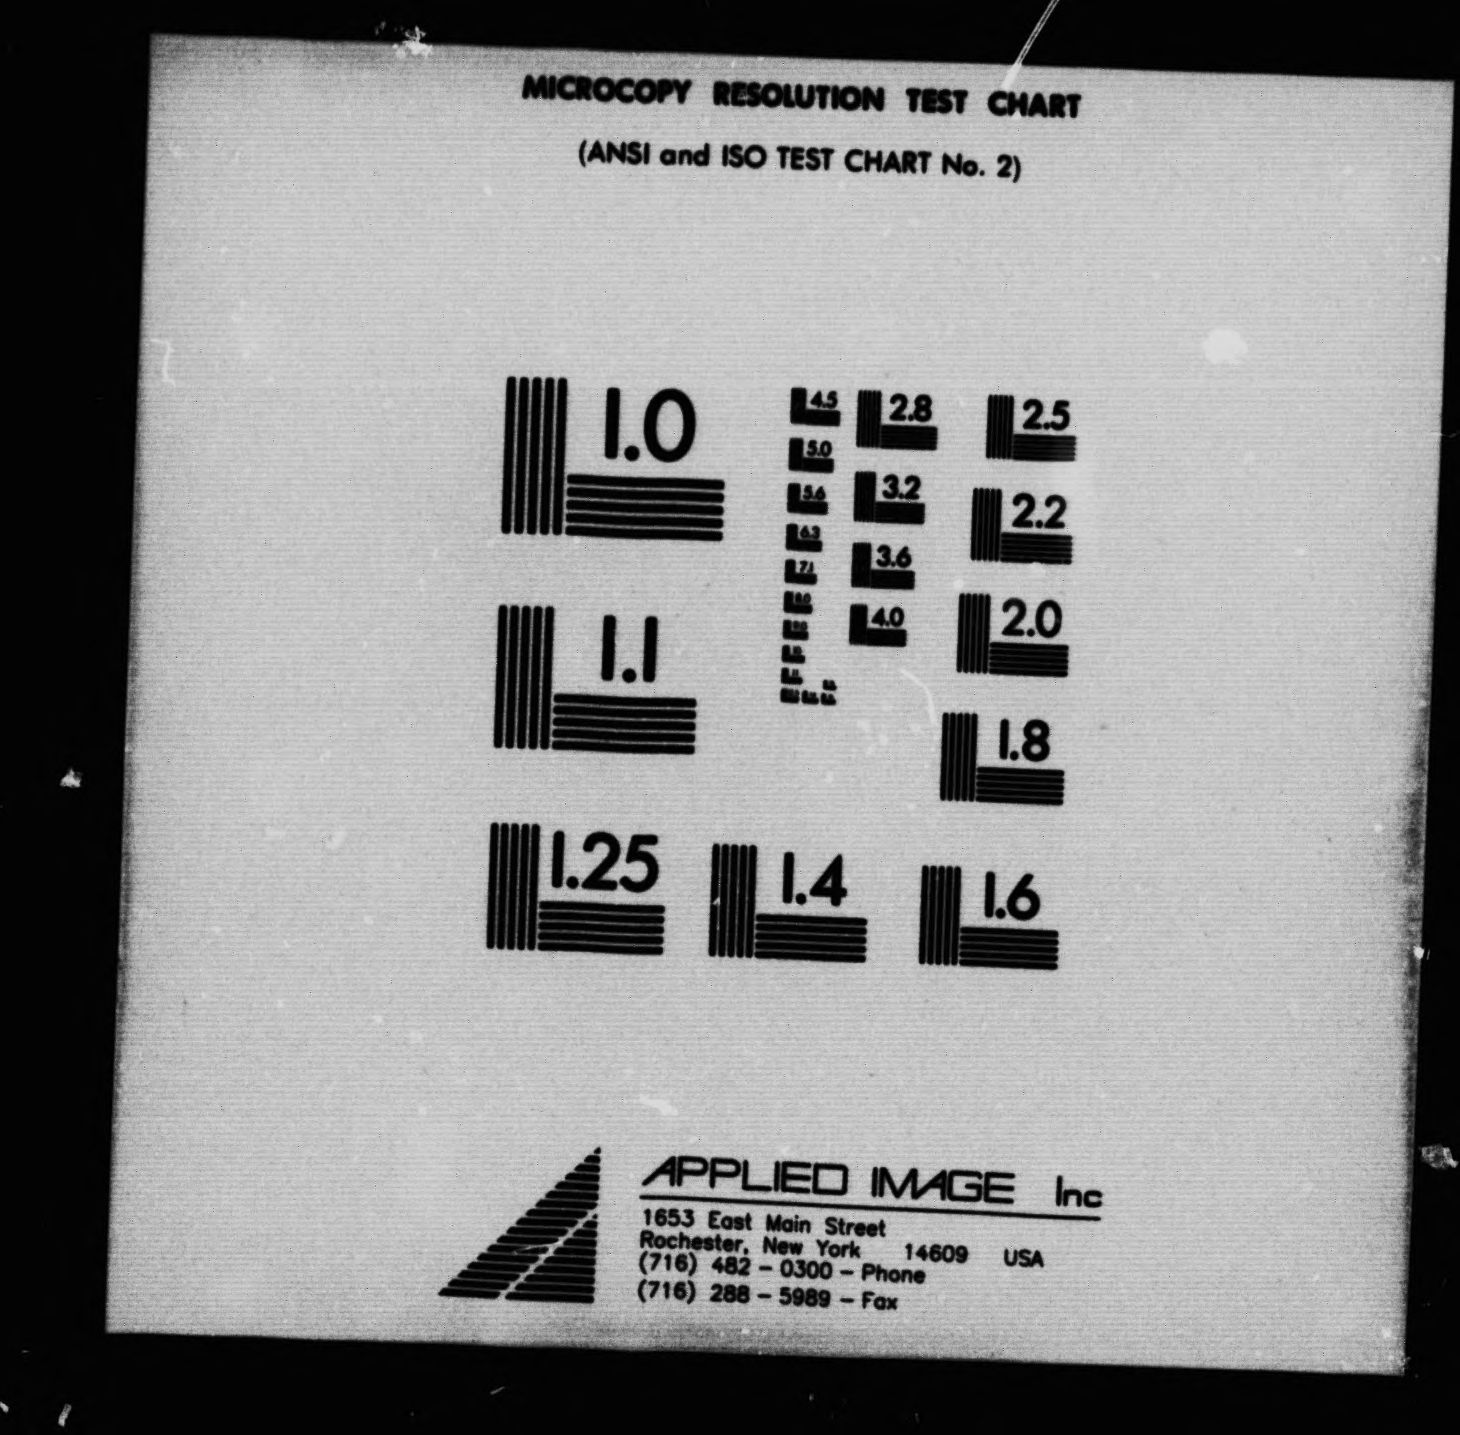 MICROCOPY RESOLUTION TEST CHART
(ANSI and ISO TEST CHART No. 2)
1.0
1.1
1.25
1.4
1.6
1.8
2.0
2.2
2.5
2.8
3.2
3.6
4.0
4.5
5.0
5.6
6.3
7.1
8.0
APPLIED IMAGE Inc
1653 East Main Street
Rochester, New York 14609 USA
(716) 482 - 0300 - Phone
(716) 288 - 5989 - Fax